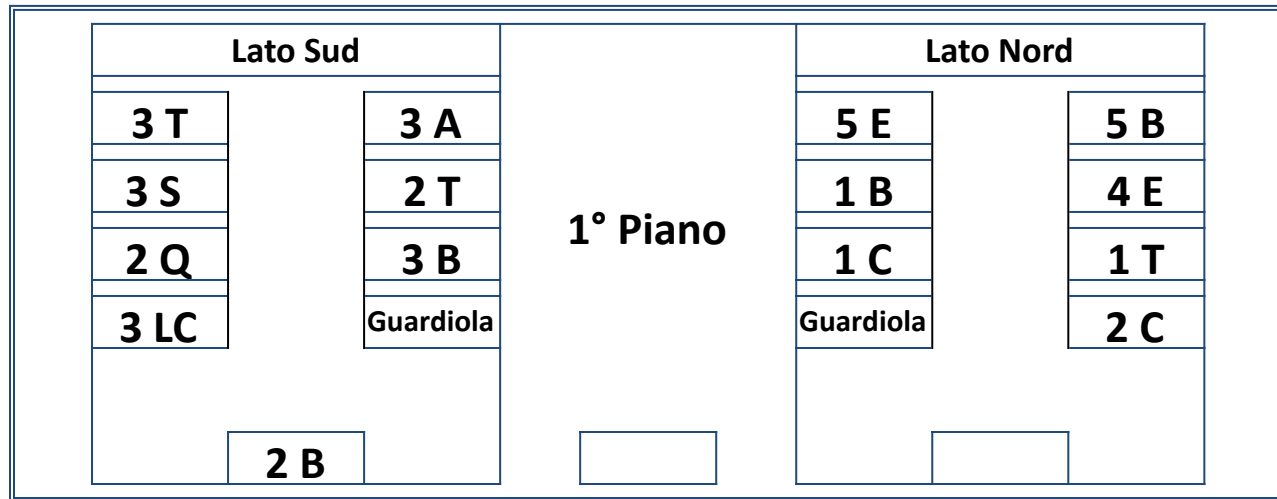 Lato Sud
Lato Nord
3 T
3 A
5 E
5 B
3 S
2 T
1 B
4 E
1° Piano
2 Q
3 B
1 C
1 T
3 LC
Guardiola
Guardiola
2 C
2 B